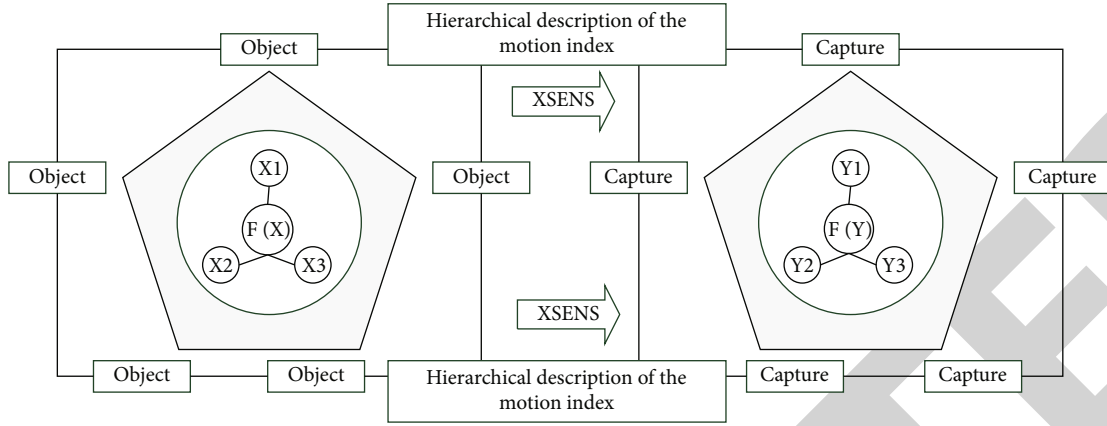 Hierarchical description of the
motion index
Object
Capture
XSENS
X1
Y1
Object
Object
Capture
Capture
F (X)
F (Y)
X2
X3
Y2
Y3
XSENS
Object
Object
Hierarchical description of the
motion index
Capture
Capture